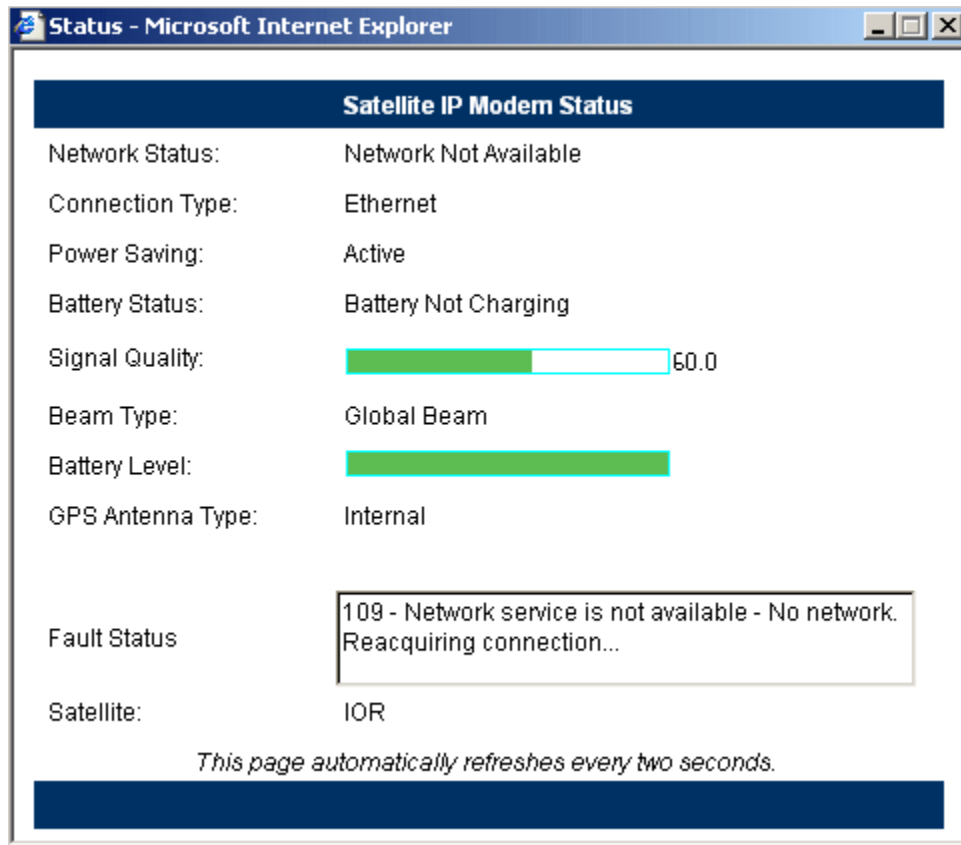 Status - Microsoft Internet Explorer
Satellite IP Modem Status
Network Status: Network Not Available
Connection Type: Ethernet
Power Saving: Active
Battery Status: Battery Not Charging
Signal Quality: 60.0
Beam Type: Global Beam
Battery Level:
GPS Antenna Type: Internal
Fault Status
109 - Network service is not available - No network.
Reacquiring connection...
Satellite: IOR
This page automatically refreshes every two seconds.